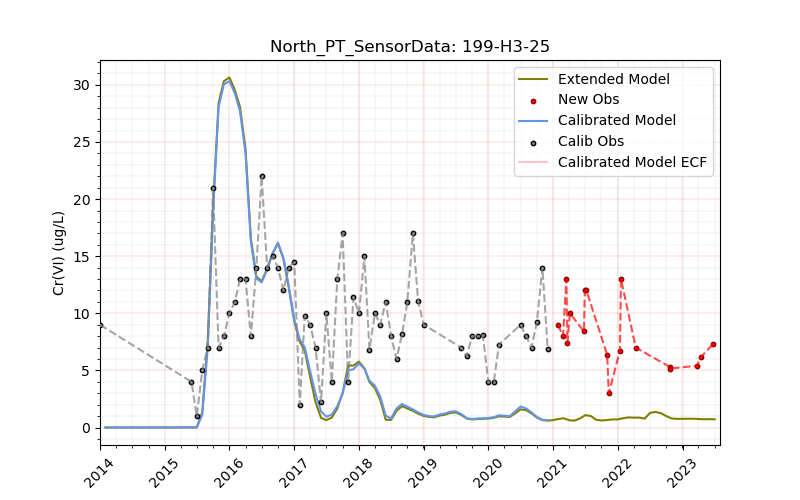 North_PT_SensorData: 199-H3-25
Extended Model
New Obs
Calibrated Model
Calib Obs
Calibrated Model ECF
Cr(VI) (ug/L)
30
25
20
15
10
5
0
2014
2015
2016
2017
2018
2019
2020
2021
2022
2023